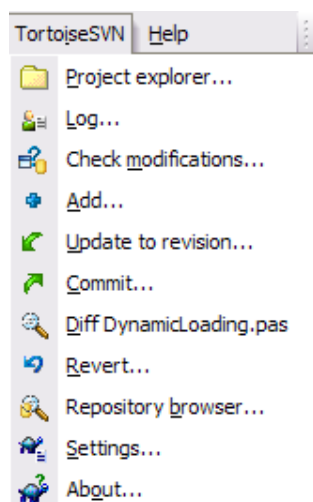 TortoiseSVN Help
Project explorer...
Log...
Check modifications...
Add...
Update to revision...
Commit...
Diff DynamicLoading.pas
Revert...
Repository browser...
Settings...
About...